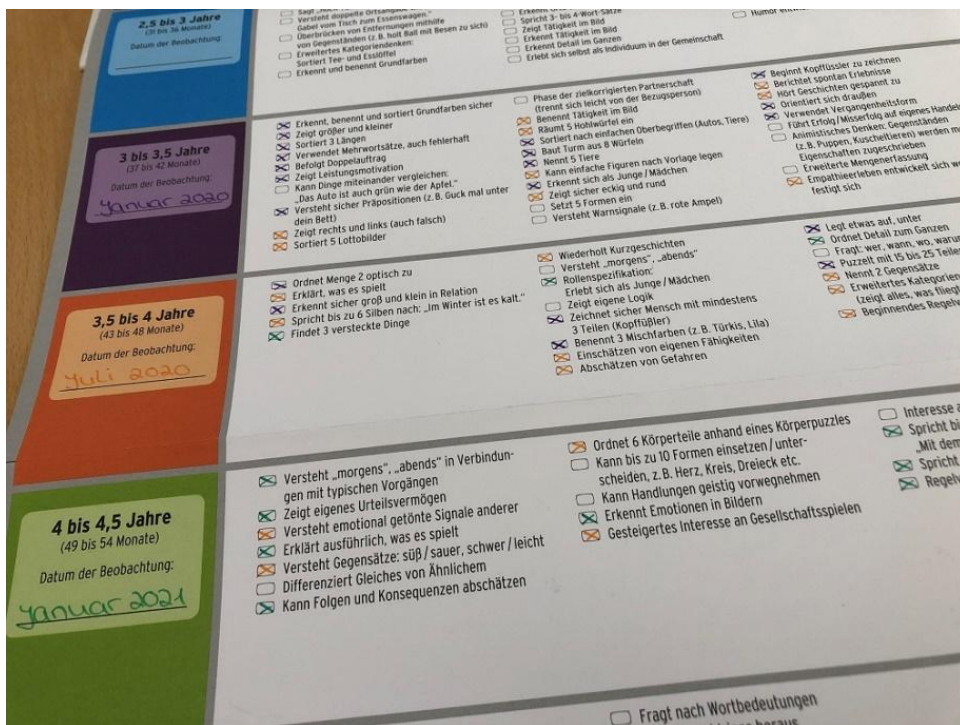 2,5 bis 3 Jahre
(31 bis 36 Monate)
Datum der Beobachtung:
Versteht doppelte Ortsangabe
Gabel vom Tisch zum Essenswagen."
Überbrücken von Entfernungen mithilfe
von Gegenständen (z. B. holt Ball mit Besen zu sich)
Erweitertes Kategoriendenken:
Sortiert Tee- und Esslöffel
Erkennt und benennt Grundfarben
Spricht 3- bis 4-Wort-Sätze
Zeigt Tätigkeit im Bild
Erkennt Tätigkeit im Bild
Erkennt Detail im Ganzen
Erlebt sich selbst als Individuum in der Gemeinschaft
Humor
3 bis 3,5 Jahre
(37 bis 42 Monate)
Datum der Beobachtung:
Januar 2020
Erkennt, benennt und sortiert Grundfarben sicher
Zeigt größer und kleiner
Sortiert 3 Längen
Verwendet Mehrwortsätze, auch fehlerhaft
Befolgt Doppelauftrag
Zeigt Leistungsmotivation
Kann Dinge miteinander vergleichen:
„Das Auto ist auch grün wie der Apfel."
Versteht sicher Präpositionen (z. B. Guck mal unter
dein Bett)
Zeigt rechts und links (auch falsch)
Sortiert 5 Lottobilder
Phase der zielkorrigierten Partnerschaft
(trennt sich leicht von der Bezugsperson)
Benennt Tätigkeit im Bild
Räumt 5 Hohlwürfel ein
Sortiert nach einfachen Oberbegriffen (Autos, Tiere)
Baut Turm aus 8 Würfeln
Nennt 5 Tiere
Kann einfache Figuren nach Vorlage legen
Erkennt sich als Junge / Mädchen
Zeigt sicher eckig und rund
Setzt 5 Formen ein
Versteht Warnsignale (z. B. rote Ampel)
Beginnt Kopffüssler zu zeichnen
Berichtet spontan Erlebnisse
Hört Geschichten gespannt zu
Orientiert sich draußen
Verwendet Vergangenheitsform
Führt Erfolg / Misserfolg auf eigenes Handeln
Animistisches Denken: Gegenständen
(z. B. Puppen, Kuscheltieren) werden
Eigenschaften zugeschrieben
Erweiterte Mengenerfassung
Empathieerleben entwickelt sich
festigt sich
3,5 bis 4 Jahre
(43 bis 48 Monate)
Datum der Beobachtung:
Juli 2020
Ordnet Menge 2 optisch zu
Erklärt, was es spielt
Erkennt sicher groß und klein in Relation
Spricht bis zu 6 Silben nach: „Im Winter ist es kalt."
Findet 3 versteckte Dinge
Wiederholt Kurzgeschichten
Versteht „morgens", „abends"
Rollenspezifikation:
Erlebt sich als Junge / Mädchen
Zeigt eigene Logik
Zeichnet sicher Mensch mit mindestens
3 Teilen (Kopffüßler)
Benennt 3 Mischfarben (z. B. Türkis, Lila)
Einschätzen von eigenen Fähigkeiten
Abschätzen von Gefahren
Legt etwas auf, unter
Ordnet Detail zum Ganzen
Fragt: wer, wann, wo, warum
Puzzelt mit 15 bis 25 Teilen
Nennt 2 Gegensätze
Erweitertes Kategorien
(zeigt alles, was fliegt
Beginnendes Regelv
4 bis 4,5 Jahre
(49 bis 54 Monate)
Datum der Beobachtung:
Januar 2021
Versteht „morgens", „abends" in Verbindun-
gen mit typischen Vorgängen
Zeigt eigenes Urteilsvermögen
Versteht emotional getönte Signale anderer
Erklärt ausführlich, was es spielt
Versteht Gegensätze: süß / sauer, schwer / leicht
Differenziert Gleiches von Ähnlichem
Kann Folgen und Konsequenzen abschätzen
Ordnet 6 Körperteile anhand eines Körperpuzzles
Kann bis zu 10 Formen einsetzen / unter-
scheiden, z. B. Herz, Kreis, Dreieck etc.
Kann Handlungen geistig vorwegnehmen
Erkennt Emotionen in Bildern
Gesteigertes Interesse an Gesellschaftsspielen
Interesse
Spricht
„Mit
Spricht
Regelv
Fragt nach Wortbedeutungen